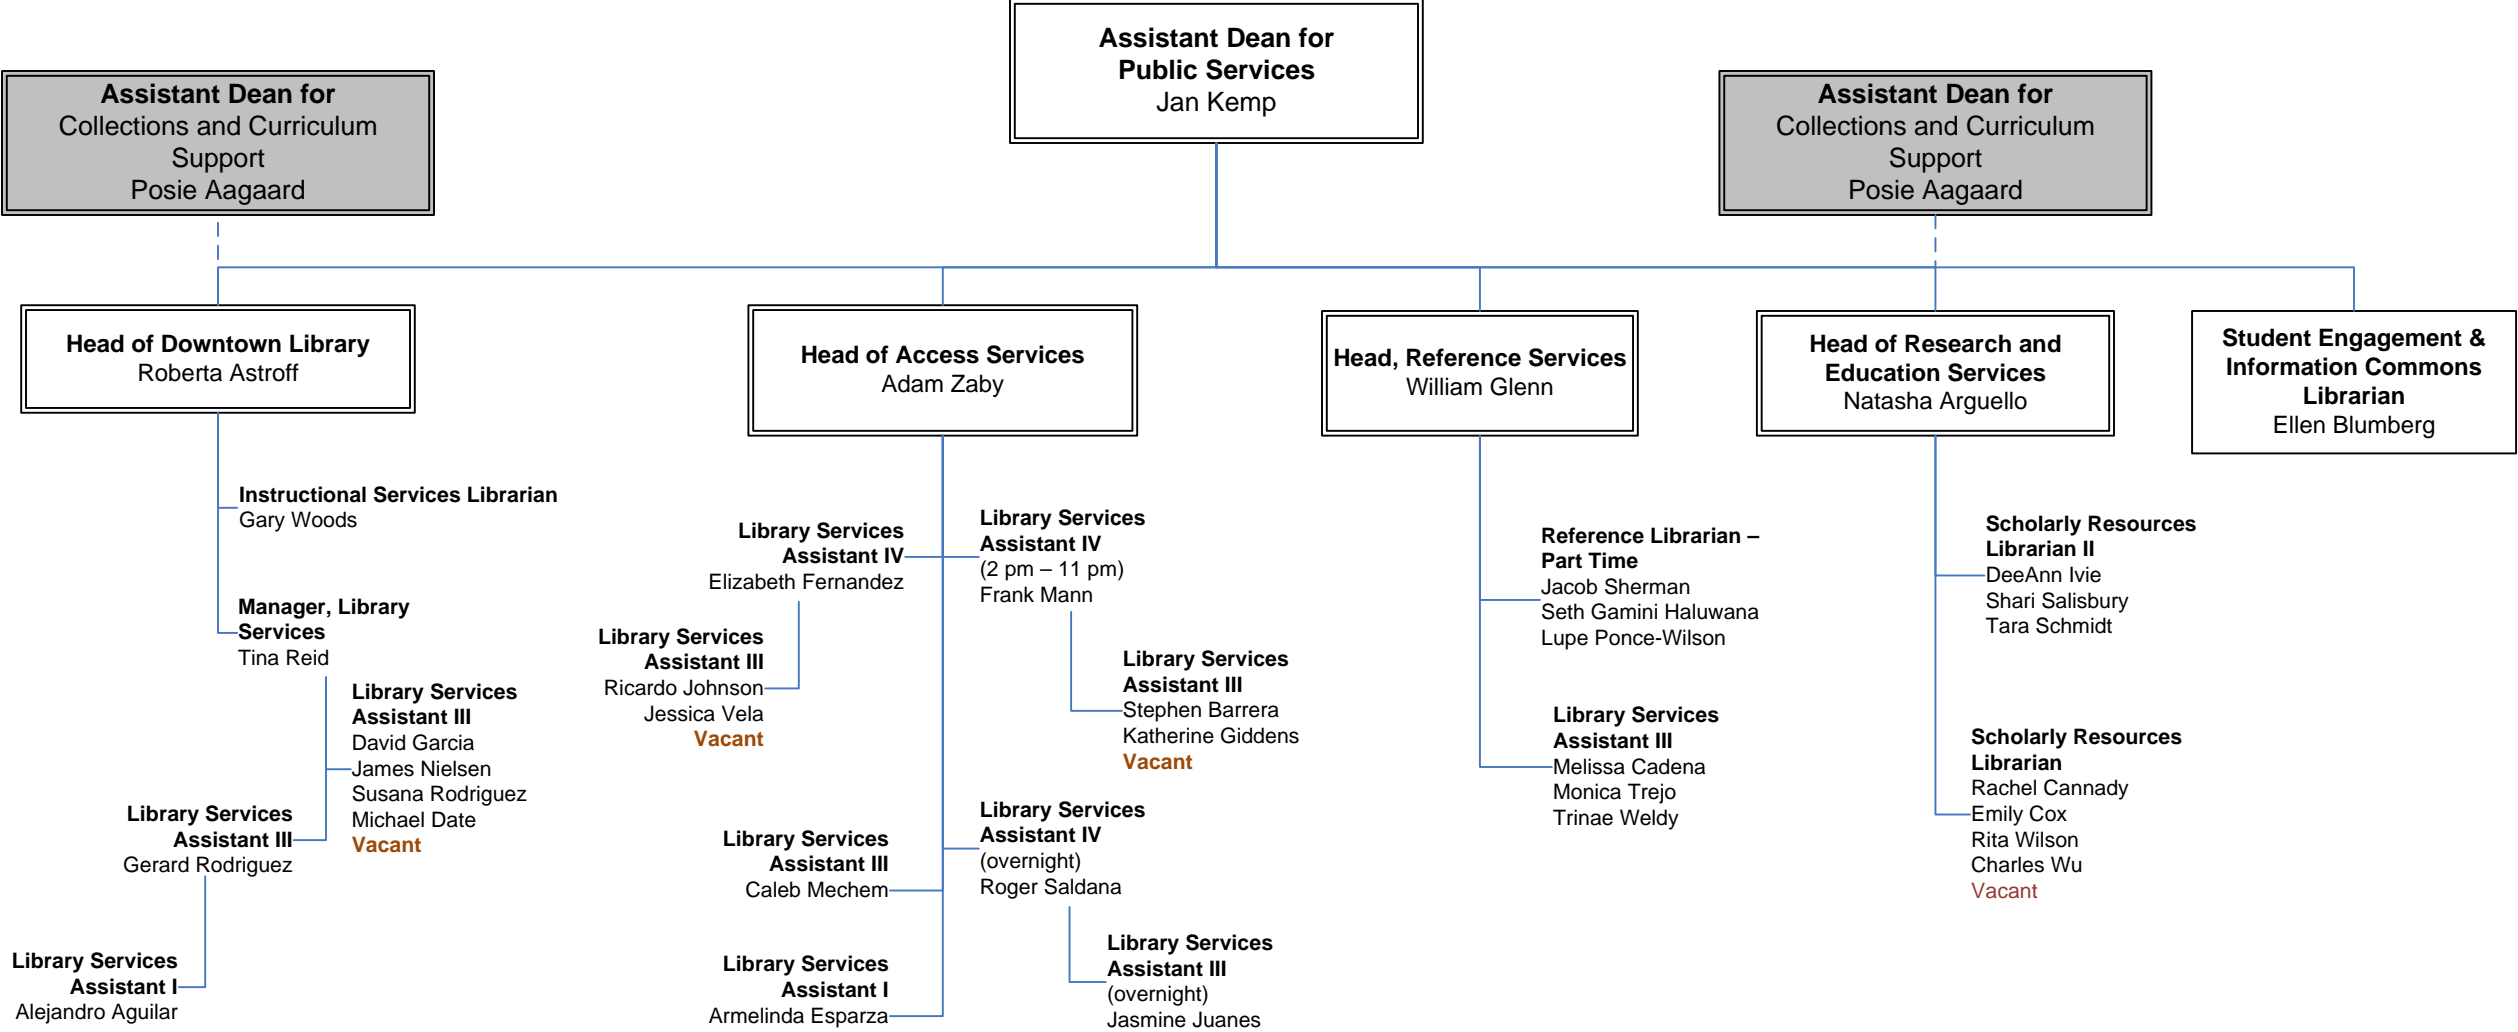 Assistant Dean for
Public Services
Jan Kemp
Assistant Dean for
Collections and Curriculum
Support
Posie Aagaard
Assistant Dean for
Collections and Curriculum
Support
Posie Aagaard
Head of Downtown Library
Roberta Astroff
Head of Access Services
Adam Zaby
Head, Reference Services
William Glenn
Head of Research and
Education Services
Natasha Arguello
Student Engagement &
Information Commons
Librarian
Ellen Blumberg
Instructional Services Librarian
Gary Woods
Manager, Library
Services
Tina Reid
Library Services
Assistant III
David Garcia
James Nielsen
Susana Rodriguez
Michael Date
Vacant
Library Services
Assistant III
Gerard Rodriguez
Library Services
Assistant I
Alejandro Aguilar
Library Services
Assistant IV
Elizabeth Fernandez
Library Services
Assistant III
Ricardo Johnson
Jessica Vela
Vacant
Library Services
Assistant IV
(2 pm – 11 pm)
Frank Mann
Library Services
Assistant III
Stephen Barrera
Katherine Giddens
Vacant
Library Services
Assistant III
Caleb Mechem
Library Services
Assistant IV
(overnight)
Roger Saldana
Library Services
Assistant III
(overnight)
Jasmine Juanes
Library Services
Assistant I
Armelinda Esparza
Reference Librarian –
Part Time
Jacob Sherman
Seth Gamini Haluwana
Lupe Ponce-Wilson
Library Services
Assistant III
Melissa Cadena
Monica Trejo
Trinae Weldy
Scholarly Resources
Librarian II
DeeAnn Ivie
Shari Salisbury
Tara Schmidt
Scholarly Resources
Librarian
Rachel Cannady
Emily Cox
Rita Wilson
Charles Wu
Vacant